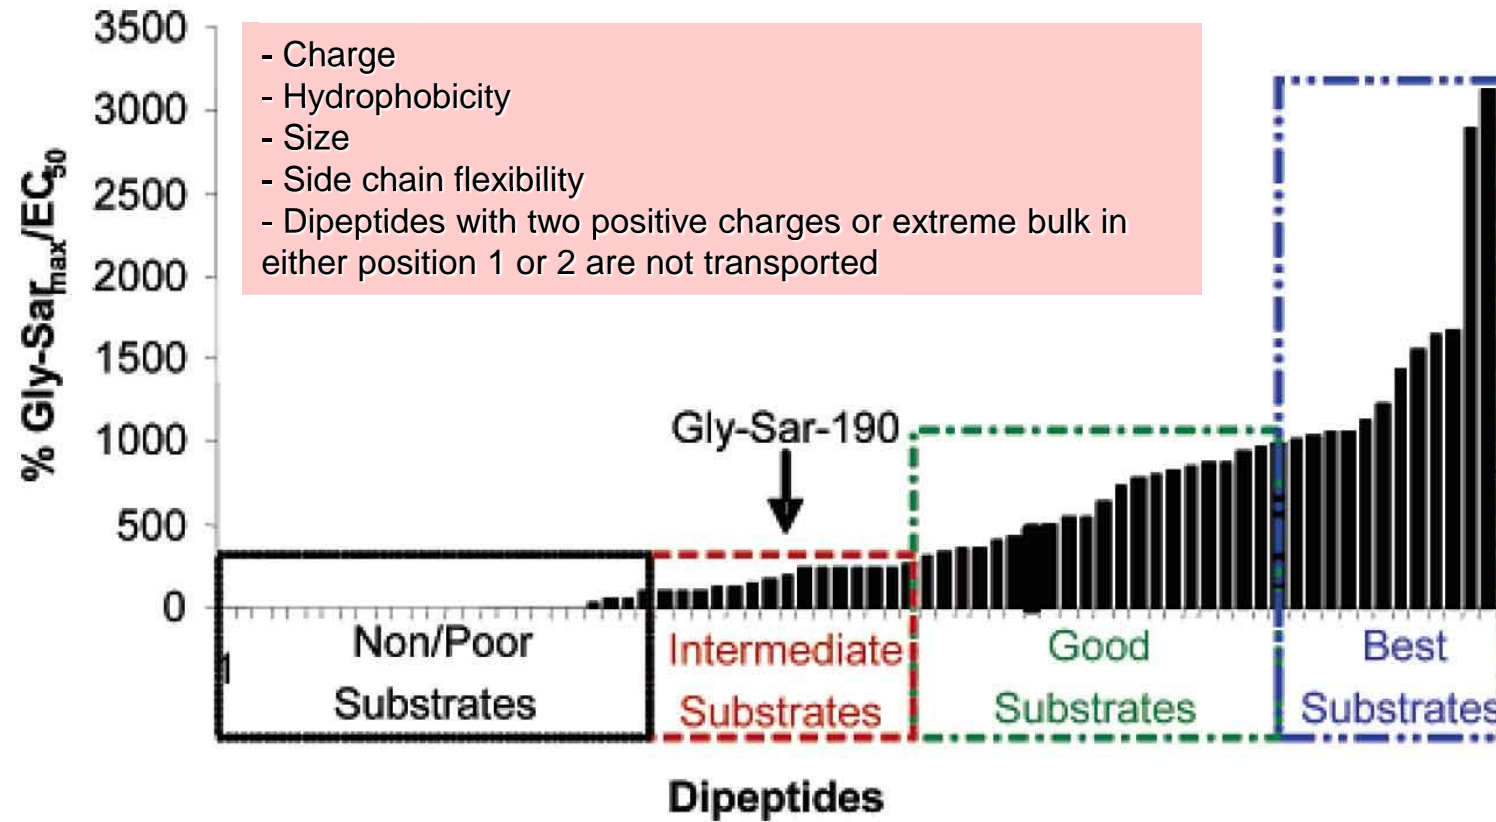 3500
3000
2500
2000
1500
1000
500
0
% Gly-Sarmax/EC50
- Charge
- Hydrophobicity
- Size
- Side chain flexibility
- Dipeptides with two positive charges or extreme bulk in
either position 1 or 2 are not transported
Gly-Sar-190
1
Non/Poor
Substrates
Intermediate
Substrates
Good
Substrates
Best
Substrates
Dipeptides